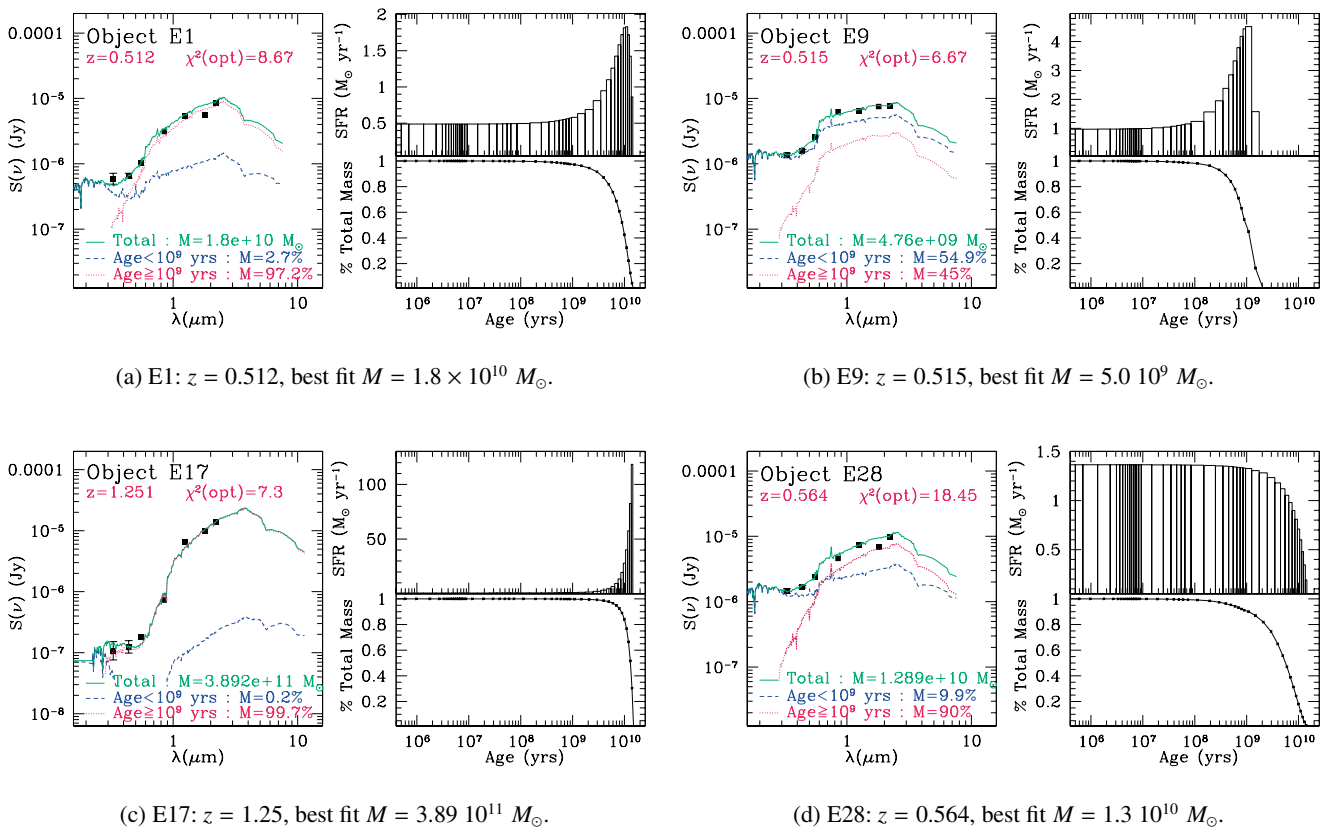 Object E1
z=0.512 χ²(opt)=8.67
S(ν) (Jy)
0.0001
10⁻⁵
10⁻⁶
10⁻⁷
Total : M=1.8e+10 M☉
Age<10⁹ yrs : M=2.7%
Age≧10⁹ yrs : M=97.2%
1 10
λ(μm)
SFR (M☉ yr⁻¹)
2
1.5
1
0.5
% Total Mass
1
0.8
0.6
0.4
0.2
10⁶ 10⁷ 10⁸ 10⁹ 10¹⁰
Age (yrs)
Object E9
z=0.515 χ²(opt)=6.67
S(ν) (Jy)
0.0001
10⁻⁵
10⁻⁶
10⁻⁷
Total : M=4.76e+09 M☉
Age<10⁹ yrs : M=54.9%
Age≧10⁹ yrs : M=45%
1 10
λ(μm)
SFR (M☉ yr⁻¹)
4
3
2
1
% Total Mass
1
0.8
0.6
0.4
0.2
10⁶ 10⁷ 10⁸ 10⁹ 10¹⁰
Age (yrs)
(a) E1: z = 0.512, best fit M = 1.8 × 10¹⁰ M☉.
(b) E9: z = 0.515, best fit M = 5.0 10⁹ M☉.
Object E17
z=1.251 χ²(opt)=7.3
S(ν) (Jy)
0.0001
10⁻⁵
10⁻⁶
10⁻⁷
10⁻⁸
Total : M=3.892e+11 M☉
Age<10⁹ yrs : M=0.2%
Age≧10⁹ yrs : M=99.7%
1 10
λ(μm)
SFR (M☉ yr⁻¹)
100
50
0
% Total Mass
1
0.8
0.6
0.4
0.2
10⁶ 10⁷ 10⁸ 10⁹ 10¹⁰
Age (yrs)
Object E28
z=0.564 χ²(opt)=18.45
S(ν) (Jy)
0.0001
10⁻⁵
10⁻⁶
10⁻⁷
10⁻⁸
Total : M=1.289e+10 M☉
Age<10⁹ yrs : M=9.9%
Age≧10⁹ yrs : M=90%
1 10
λ(μm)
SFR (M☉ yr⁻¹)
1.5
1
0.5
% Total Mass
1
0.8
0.6
0.4
0.2
10⁶ 10⁷ 10⁸ 10⁹ 10¹⁰
Age (yrs)
(c) E17: z = 1.25, best fit M = 3.89 10¹¹ M☉.
(d) E28: z = 0.564, best fit M = 1.3 10¹⁰ M☉.